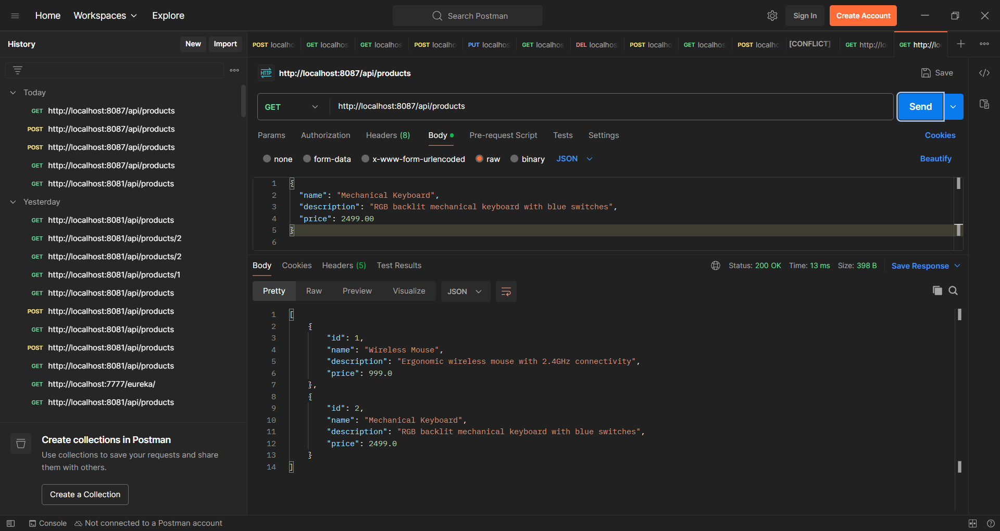 Home Workspaces Explore Search Postman Sign In Create Account
History New Import
POST localho GET localhos GET localhos POST localho PUT localhos GET localhos DEL localhos POST localho GET localhos POST localho [CONFLICT] GET http://lo GET http://lo
HTTP http://localhost:8087/api/products Save
Today
GET http://localhost:8087/api/products
POST http://localhost:8087/api/products
POST http://localhost:8087/api/products
GET http://localhost:8087/api/products
GET http://localhost:8081/api/products
Yesterday
GET http://localhost:8081/api/products
GET http://localhost:8081/api/products/2
GET http://localhost:8081/api/products/2
GET http://localhost:8081/api/products/1
GET http://localhost:8081/api/products
POST http://localhost:8081/api/products
GET http://localhost:8081/api/products
POST http://localhost:8081/api/products
GET http://localhost:8081/api/products
GET http://localhost:7777/eureka/
GET http://localhost:8081/api/products
Create collections in Postman
Use collections to save your requests and share
them with others.
Create a Collection
GET http://localhost:8087/api/products Send
Params Authorization Headers (8) Body Pre-request Script Tests Settings Cookies
none form-data x-www-form-urlencoded raw binary JSON Beautify
1 {
2 "name": "Mechanical Keyboard",
3 "description": "RGB backlit mechanical keyboard with blue switches",
4 "price": 2499.00
5 }
6
Body Cookies Headers (5) Test Results Status: 200 OK Time: 13 ms Size: 398 B Save Response
Pretty Raw Preview Visualize JSON
1 [
2 {
3 "id": 1,
4 "name": "Wireless Mouse",
5 "description": "Ergonomic wireless mouse with 2.4GHz connectivity",
6 "price": 999.0
7 },
8 {
9 "id": 2,
10 "name": "Mechanical Keyboard",
11 "description": "RGB backlit mechanical keyboard with blue switches",
12 "price": 2499.0
13 }
14 ]
Console Not connected to a Postman account